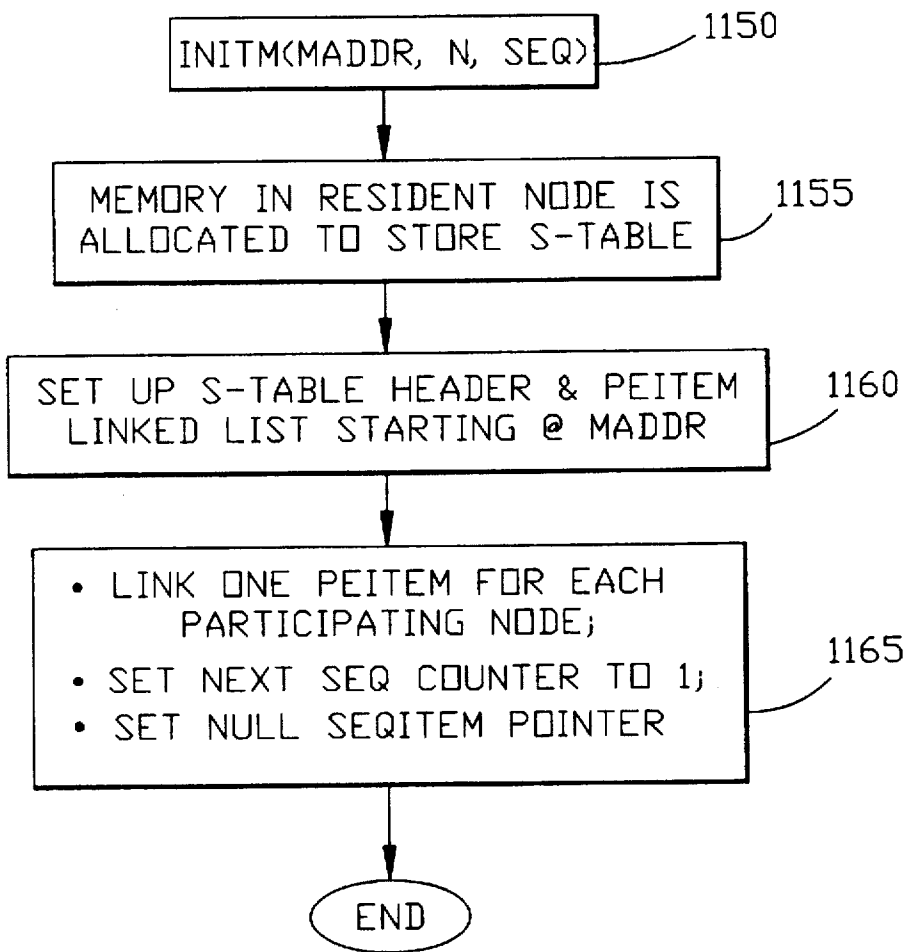 INITM(MADDR, N, SEQ)
1150
MEMORY IN RESIDENT NODE IS
ALLOCATED TO STORE S-TABLE
1155
SET UP S-TABLE HEADER & PEITEM
LINKED LIST STARTING @ MADDR
1160
• LINK ONE PEITEM FOR EACH
PARTICIPATING NODE;
• SET NEXT SEQ COUNTER TO 1;
• SET NULL SEQITEM POINTER
1165
END